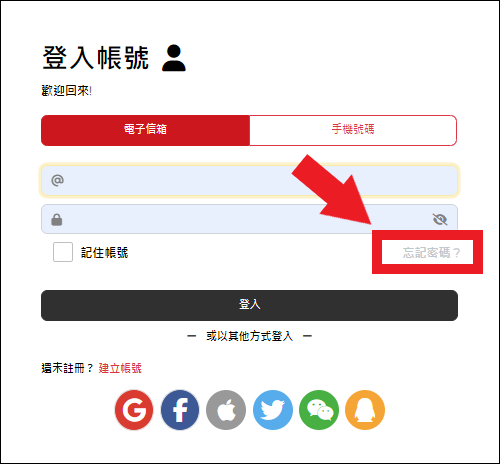 登入帳號
歡迎回來!
電子信箱 手機號碼
@
記住帳號 忘記密碼？
登入
或以其他方式登入
還未註冊？ 建立帳號